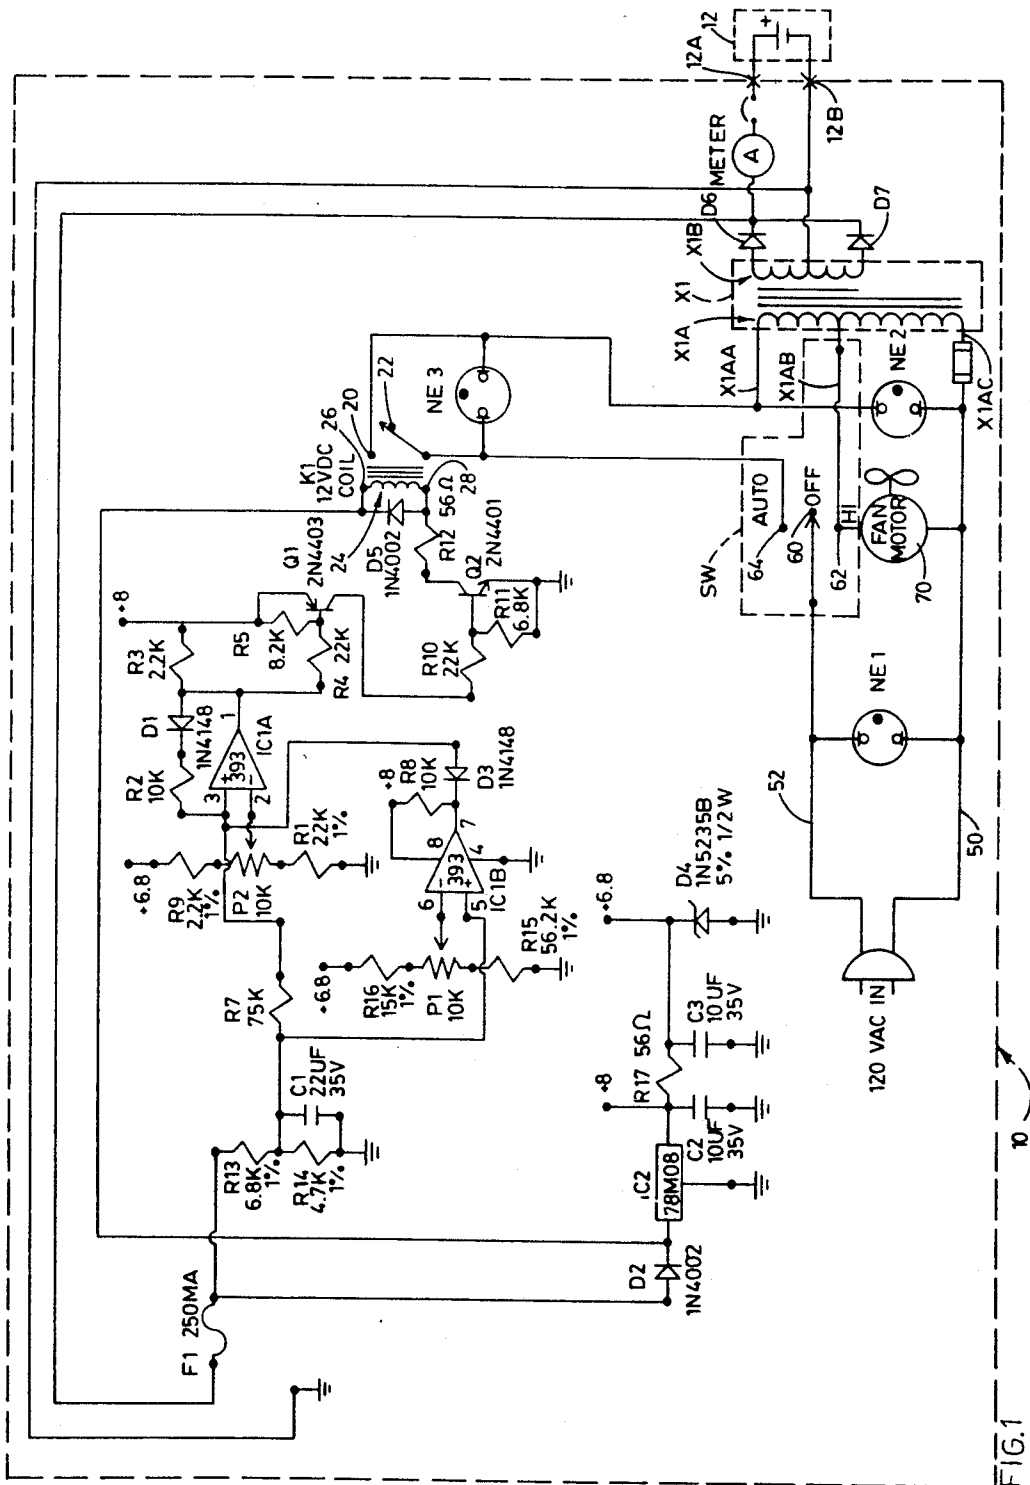 FIG.1
10
F1 250MA
R13
6.8K
1%
R14
4.7K
1%
C1
22UF
35V
R7
75K
+6.8
R9
2.2K
1%
P2
10K
R1
22K
1%
R2
10K
D1
1N4148
3
2
+
-
393
1
IC1A
R3
2.2K
+8
R5
8.2K
R4
22K
Q1
2N4403
24
K1
12VDC
COIL
26
20
22
D5
1N4002
R12
56Ω
28
Q2
2N4401
R11
6.8K
R10
22K
NE 3
+6.8
R16
15K
1%
P1
10K
R15
56.2K
1%
6
5
-
+
393
8
4
7
IC1B
+8
R8
10K
D3
1N4148
D2
1N4002
IC2
78M08
+8
C2
10UF
35V
R17 56Ω
C3
10UF
35V
+6.8
D4
1N5235B
5% 1/2W
120 VAC IN
52
50
NE 1
SW
AUTO
64
60
OFF
62
HI
FAN
MOTOR
70
NE 2
X1AA
X1AB
X1AC
X1A
X1
X1B
D6
D7
METER
A
12A
12B
12
+